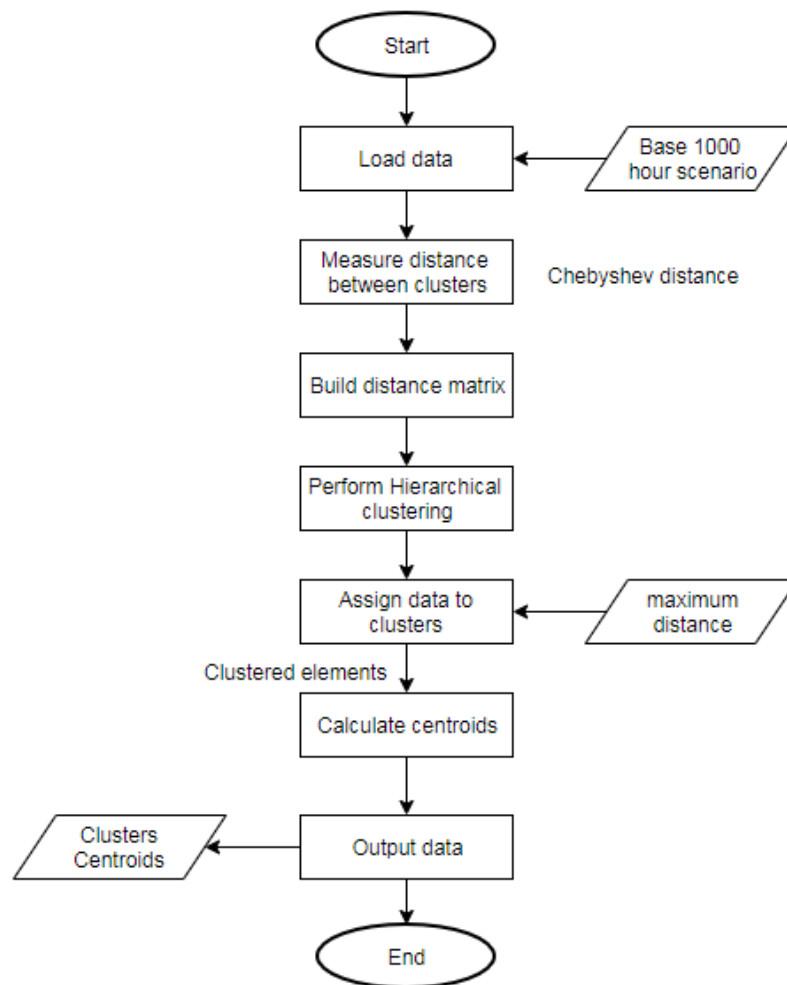 Start
Load data
Base 1000
hour scenario
Measure distance
between clusters
Chebyshev distance
Build distance matrix
Perform Hierarchical
clustering
Assign data to
clusters
maximum
distance
Clustered elements
Calculate centroids
Clusters
Centroids
Output data
End